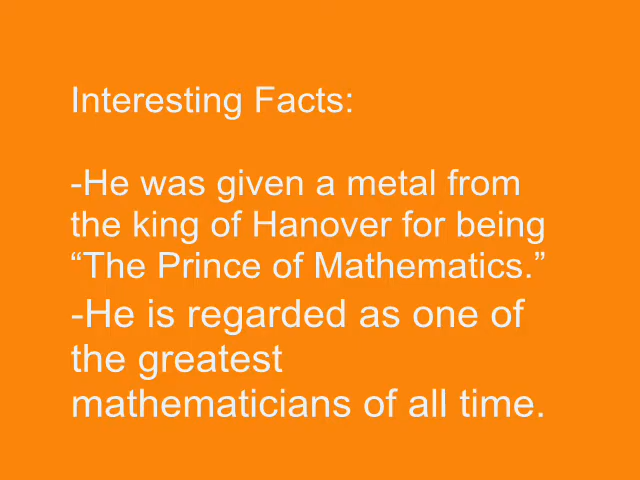 Interesting Facts:
-He was given a metal from
the king of Hanover for being
“The Prince of Mathematics.”
-He is regarded as one of
the greatest
mathematicians of all time.